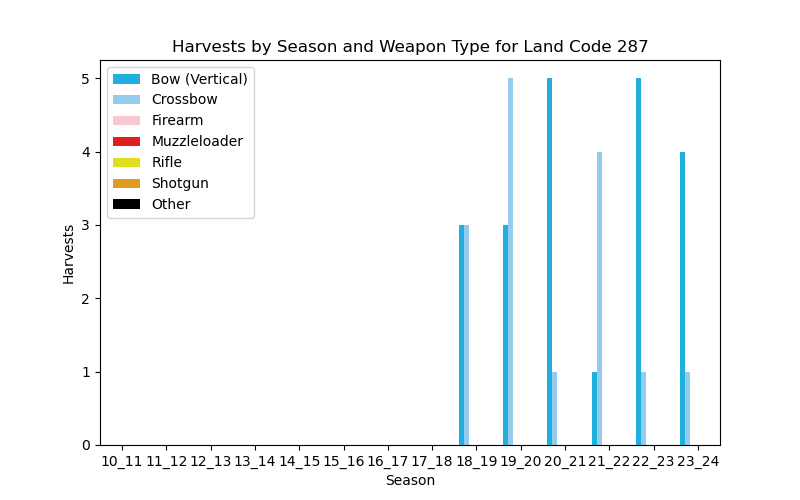 Harvests by Season and Weapon Type for Land Code 287
Bow (Vertical)
Crossbow
Firearm
Muzzleloader
Rifle
Shotgun
Other
Harvests
5
4
3
2
1
0
10_11 11_12 12_13 13_14 14_15 15_16 16_17 17_18 18_19 19_20 20_21 21_22 22_23 23_24
Season